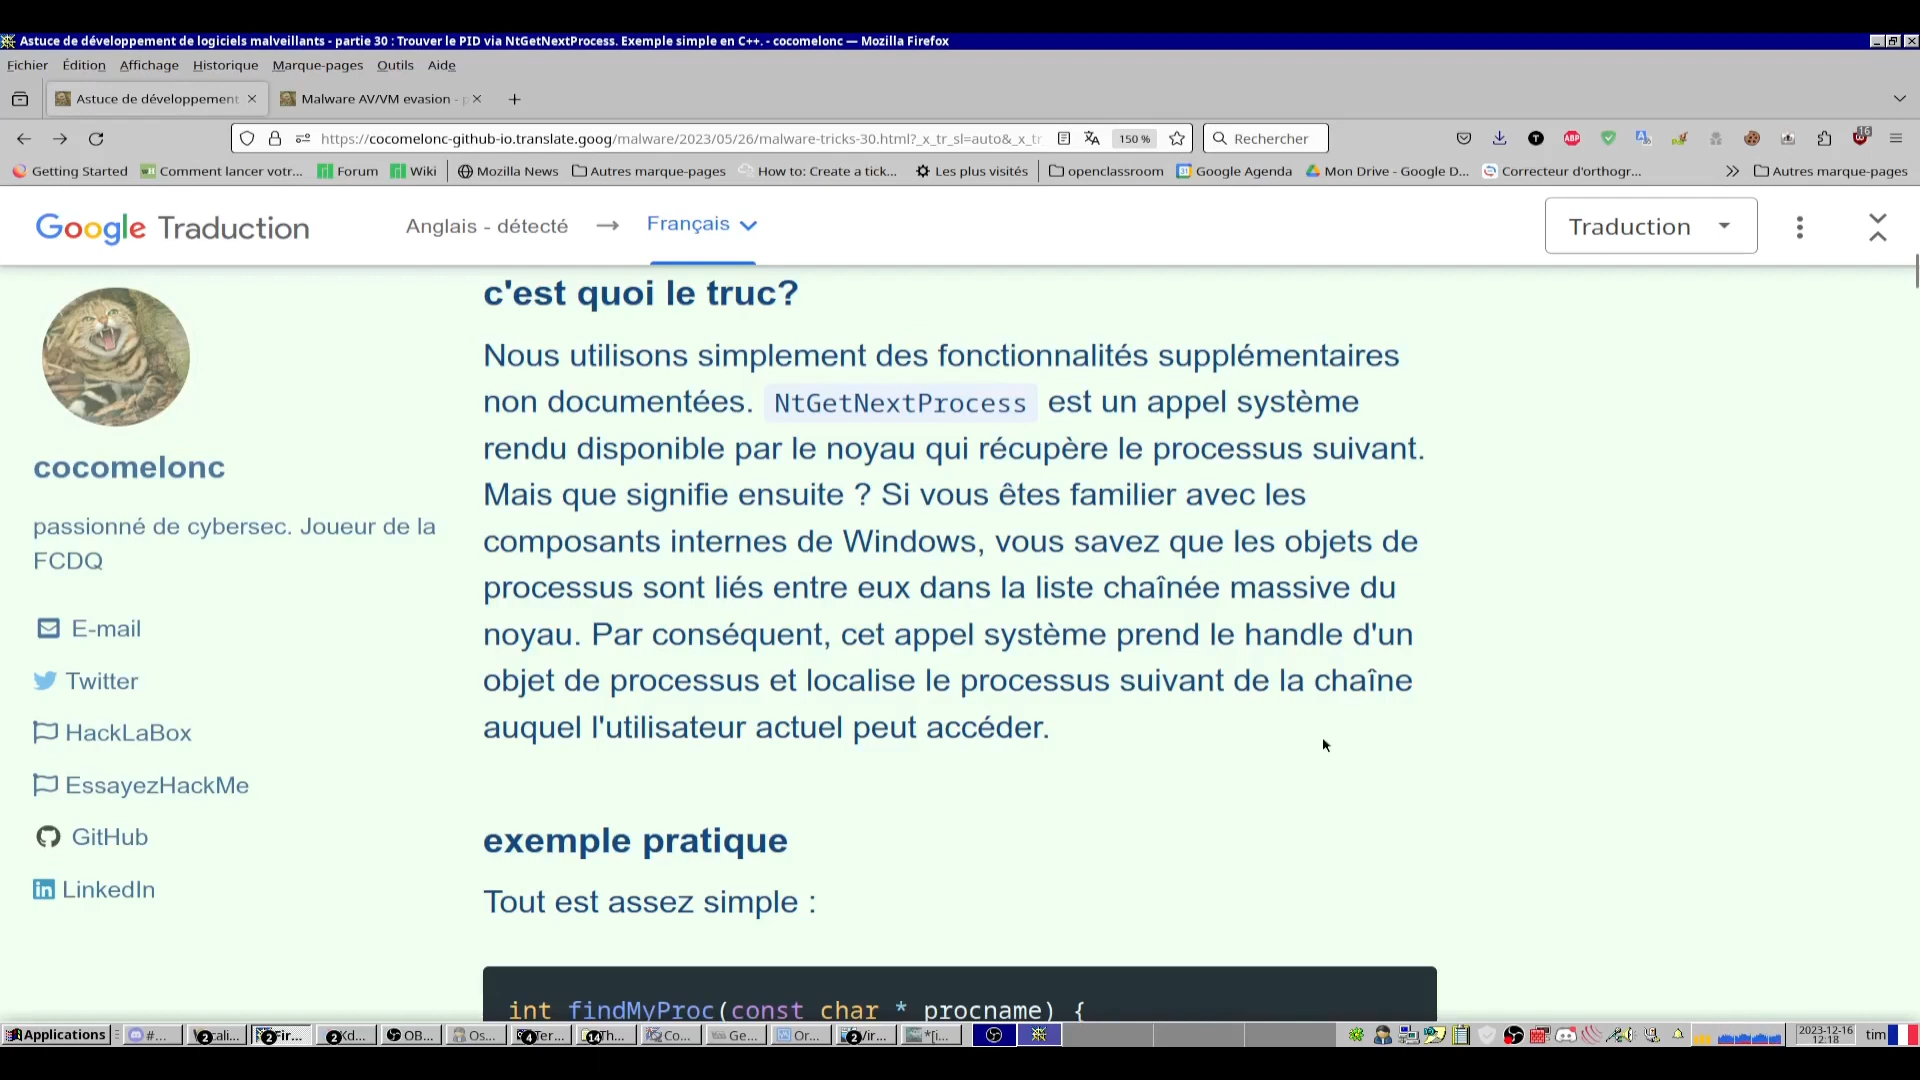 Astuce de développement de logiciels malveillants - partie 30 : Trouver le PID via NtGetNextProcess. Exemple simple en C++. - cocomelonc — Mozilla Firefox
Fichier Édition Affichage Historique Marque-pages Outils Aide
Astuce de développement Malware AV/VM evasion -
https://cocomelonc-github-io.translate.goog/malware/2023/05/26/malware-tricks-30.html?_x_tr_sl=auto&_x_tr 150 % Rechercher
Getting Started Comment lancer votr... Forum Wiki Mozilla News Autres marque-pages How to: Create a tick... Les plus visités openclassroom Google Agenda Mon Drive - Google D... Correcteur d'orthogr... Autres marque-pages
Google Traduction Anglais - détecté → Français Traduction
c'est quoi le truc?
Nous utilisons simplement des fonctionnalités supplémentaires
non documentées. NtGetNextProcess est un appel système
rendu disponible par le noyau qui récupère le processus suivant.
Mais que signifie ensuite ? Si vous êtes familier avec les
composants internes de Windows, vous savez que les objets de
processus sont liés entre eux dans la liste chaînée massive du
noyau. Par conséquent, cet appel système prend le handle d'un
objet de processus et localise le processus suivant de la chaîne
auquel l'utilisateur actuel peut accéder.
cocomelonc
passionné de cybersec. Joueur de la
FCDQ
E-mail
Twitter
HackLaBox
EssayezHackMe
GitHub
LinkedIn
exemple pratique
Tout est assez simple :
int findMyProc(const char * procname) {
Applications #... 2 cali... 2 Fir... 2 Kd... OB... Os... 4 Ter... 14 Th... Co... Ge... Or... 2 /ir... *[i... 2023-12-16 tim
12:18